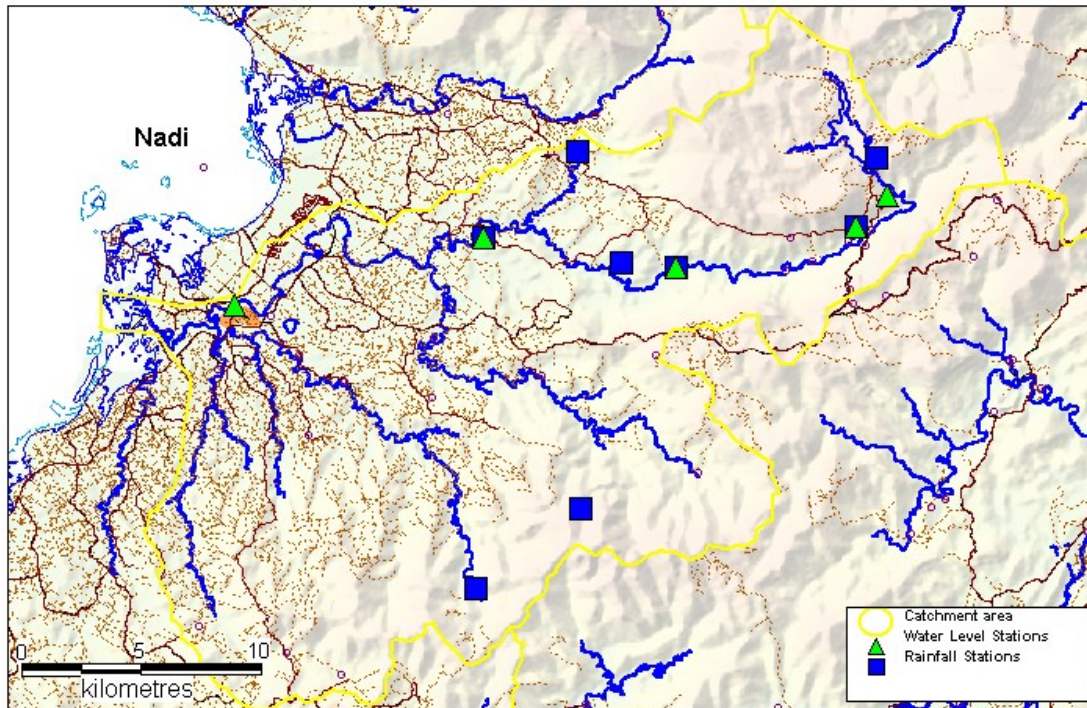 Nadi
Catchment area
Water Level Stations
Rainfall Stations
0 5 10
kilometres